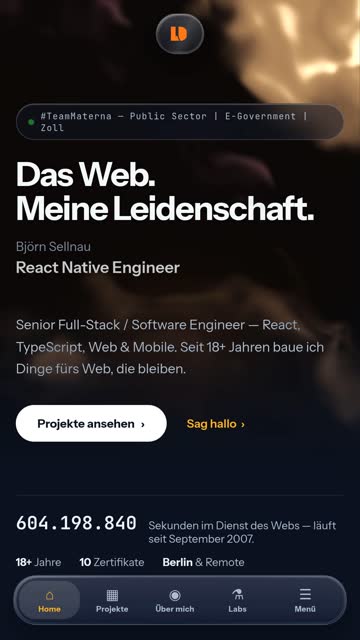 #TeamMaterna — Public Sector | E-Government |
Zoll
Das Web.
Meine Leidenschaft.
Björn Sellnau
React Native Engineer
Senior Full-Stack / Software Engineer — React,
TypeScript, Web & Mobile. Seit 18+ Jahren baue ich
Dinge fürs Web, die bleiben.
Projekte ansehen ›
Sag hallo ›
604.198.840 Sekunden im Dienst des Webs — läuft
seit September 2007.
18+ Jahre 10 Zertifikate Berlin & Remote
Home Projekte Über mich Labs Menü